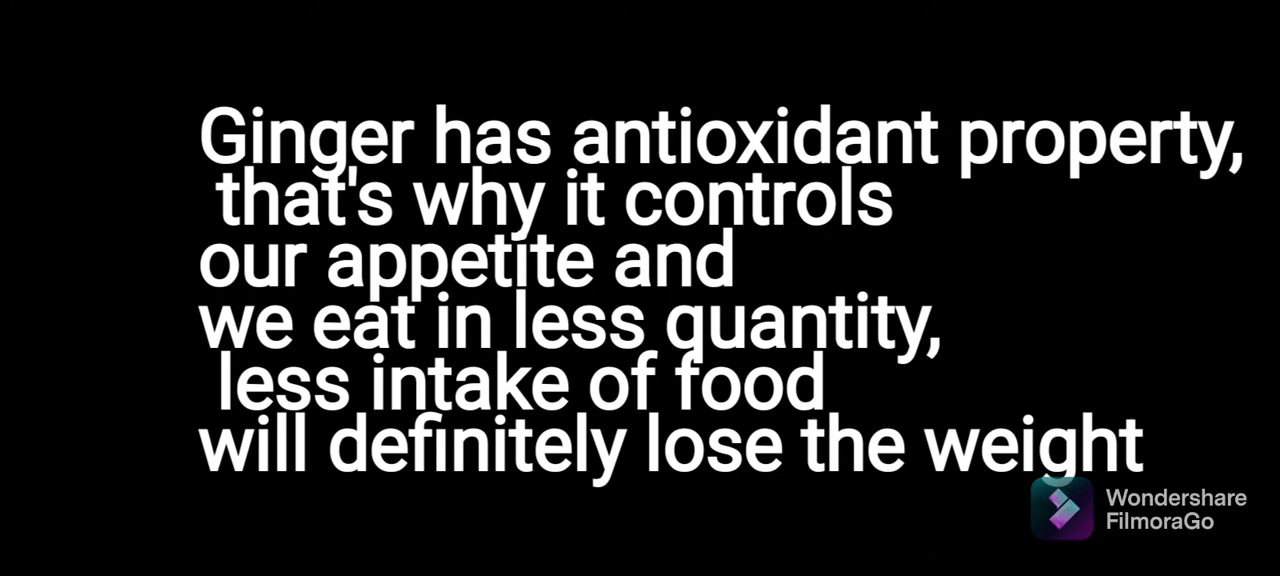 Ginger has antioxidant property,
that's why it controls
our appetite and
we eat in less quantity,
less intake of food
will definitely lose the weight
Wondershare
FilmoraGo